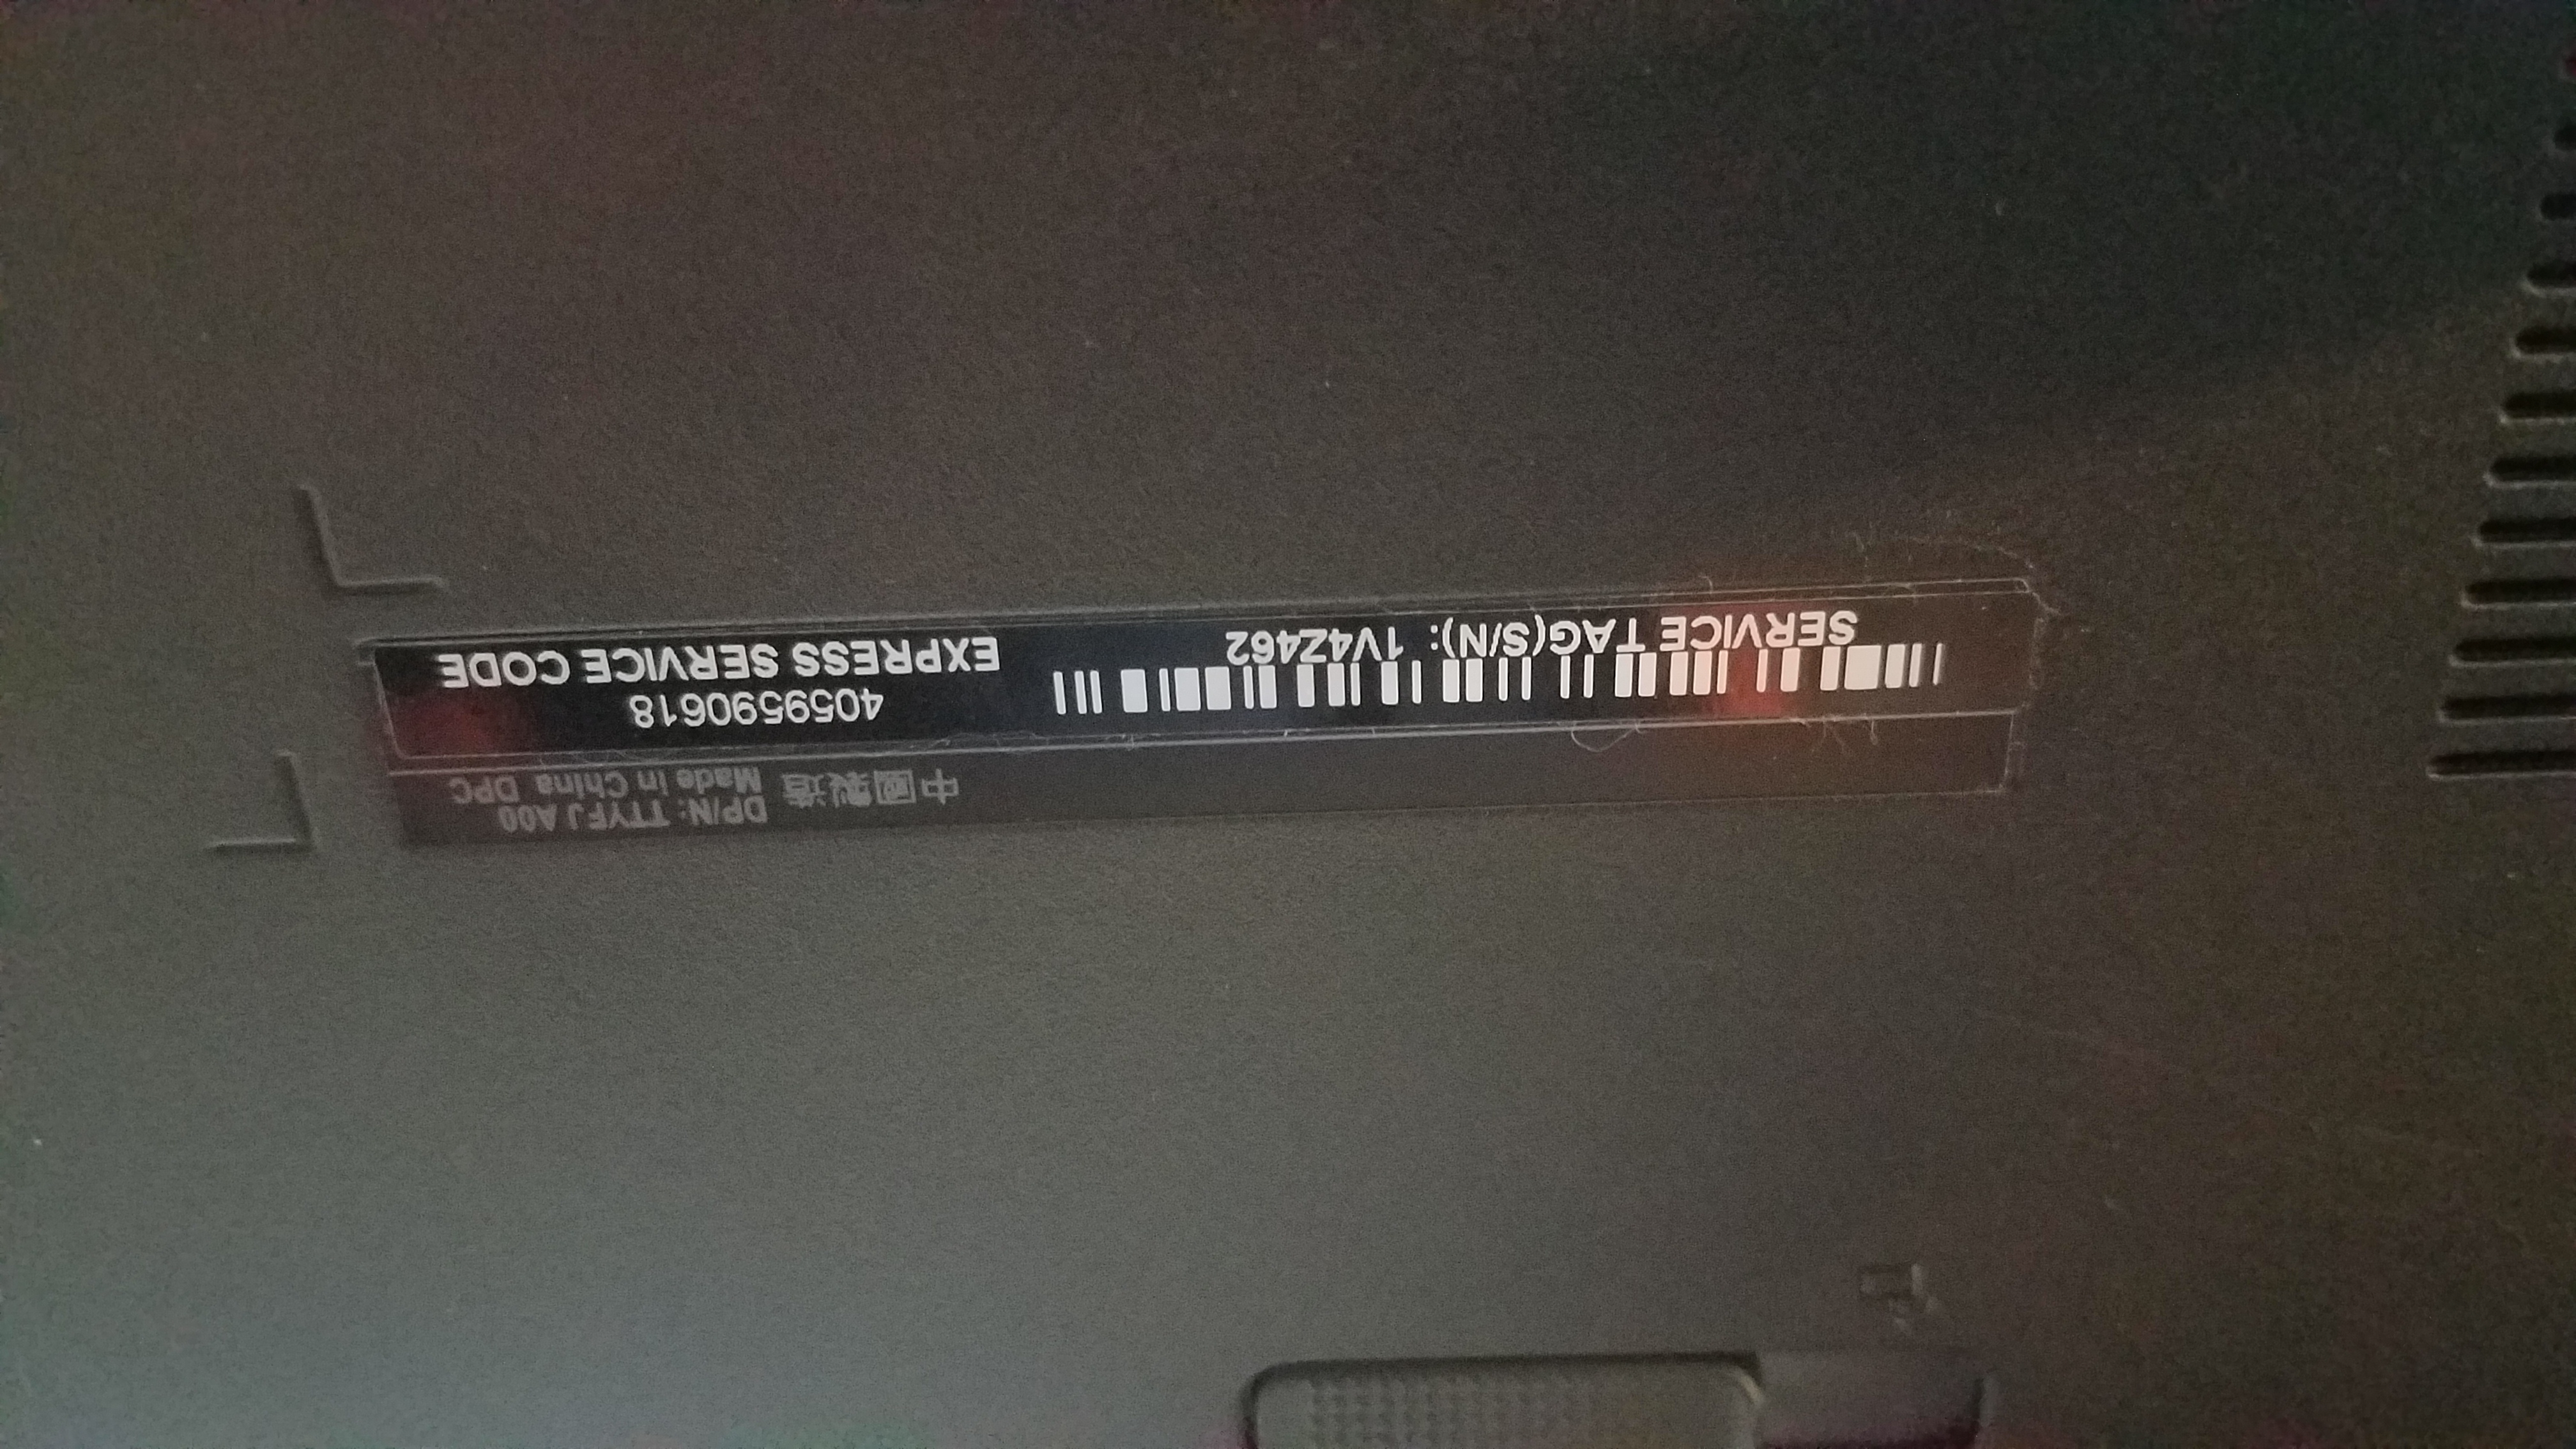 SERVICE TAG(S/N): 1V4Z462
EXPRESS SERVICE CODE
4059590618
中國製造 Made in China DPC
DP/N: TTYFJ A00